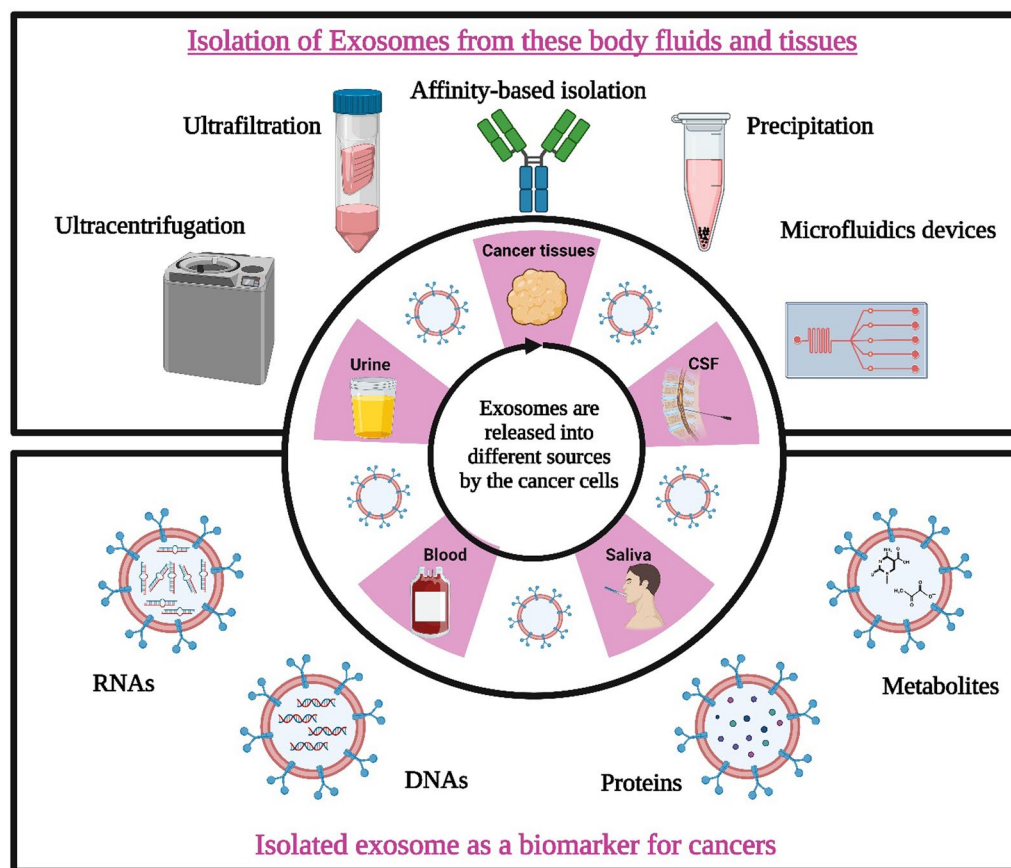 Isolation of Exosomes from these body fluids and tissues
Affinity-based isolation
Ultrafiltration
Precipitation
Ultracentrifugation
Microfluidics devices
Cancer tissues
Urine
CSF
Exosomes are
released into
different sources
by the cancer cells
Blood
Saliva
RNAs
DNAs
Proteins
Metabolites
Isolated exosome as a biomarker for cancers